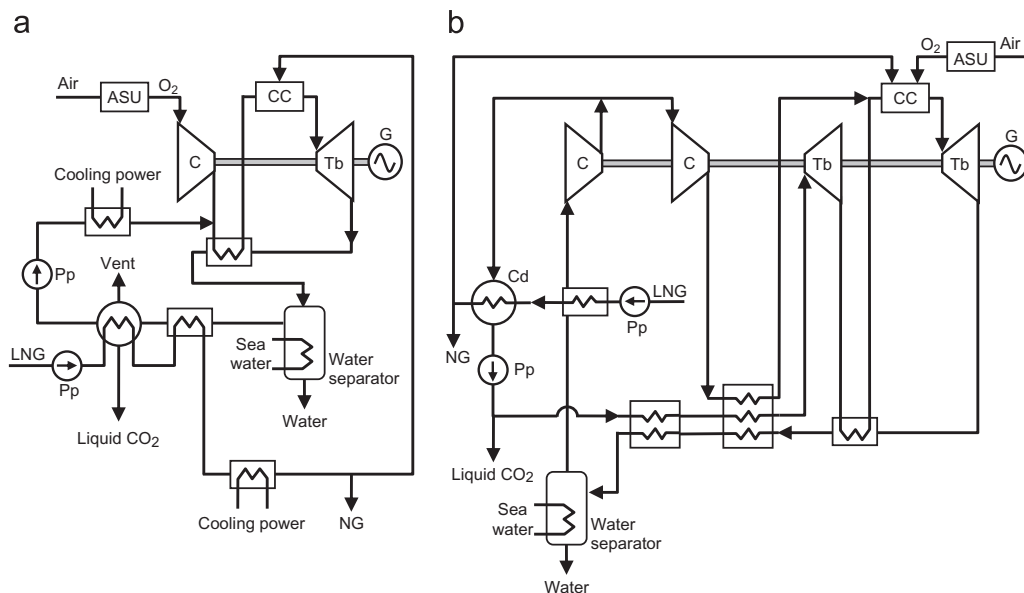 a
Air
ASU
O2
CC
G
C
Tb
Cooling power
Pp
Vent
LNG
Pp
Sea
water
Water
separator
Water
Liquid CO2
Cooling power
NG
b
O2
ASU
Air
CC
G
C
C
Tb
Tb
Cd
LNG
Pp
NG
Pp
Liquid CO2
Sea
water
Water
separator
Water